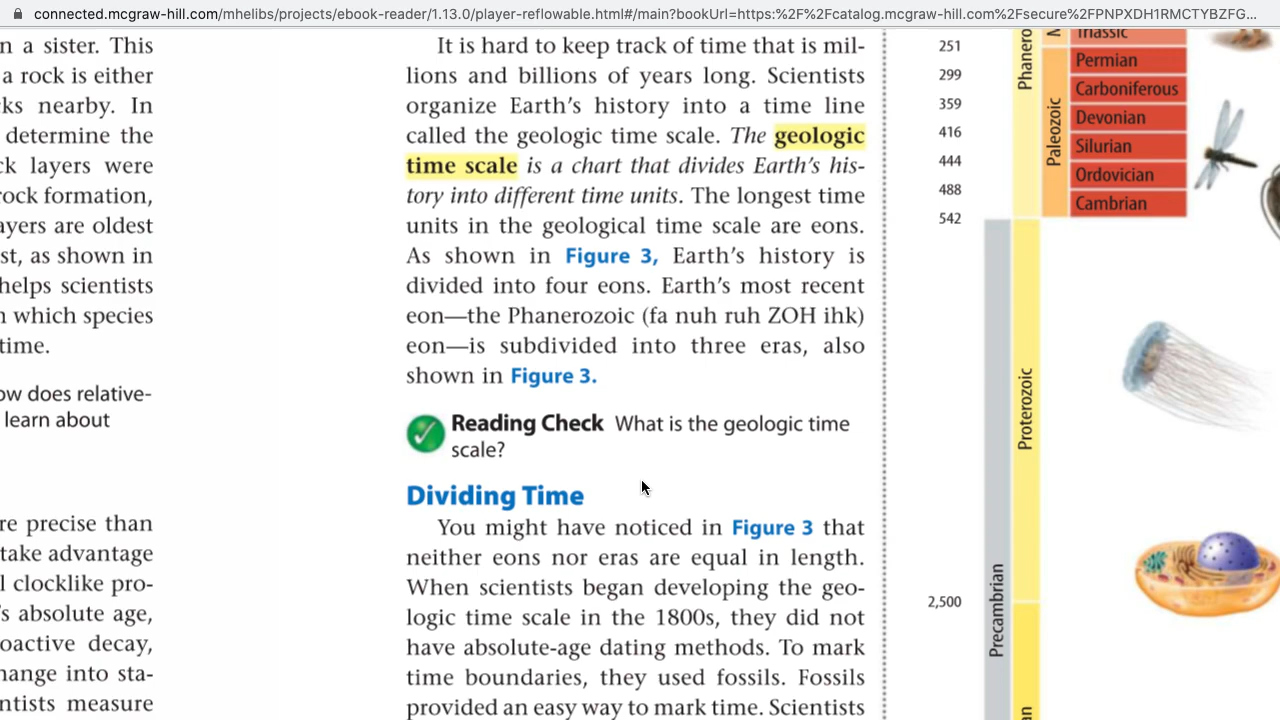 connected.mcgraw-hill.com/mhelibs/projects/ebook-reader/1.13.0/player-reflowable.html#/main?bookUrl=https:%2F%2Fcatalog.mcgraw-hill.com%2Fsecure%2FPNPXDH1RMCTYBZFG...
n a sister. This
a rock is either
ks nearby. In
determine the
ck layers were
rock formation,
ayers are oldest
st, as shown in
helps scientists
n which species
time.
ow does relative-
learn about
re precise than
take advantage
l clocklike pro-
's absolute age,
oactive decay,
hange into sta-
ntists measure
It is hard to keep track of time that is mil-
lions and billions of years long. Scientists
organize Earth's history into a time line
called the geologic time scale. The geologic
time scale is a chart that divides Earth's his-
tory into different time units. The longest time
units in the geological time scale are eons.
As shown in Figure 3, Earth's history is
divided into four eons. Earth's most recent
eon—the Phanerozoic (fa nuh ruh ZOH ihk)
eon—is subdivided into three eras, also
shown in Figure 3.
Reading Check What is the geologic time
scale?
Dividing Time
You might have noticed in Figure 3 that
neither eons nor eras are equal in length.
When scientists began developing the geo-
logic time scale in the 1800s, they did not
have absolute-age dating methods. To mark
time boundaries, they used fossils. Fossils
provided an easy way to mark time. Scientists
251
299
359
416
444
488
542
2,500
Precambrian
Phanero
Proterozoic
an
M
Paleozoic
Triassic
Permian
Carboniferous
Devonian
Silurian
Ordovician
Cambrian